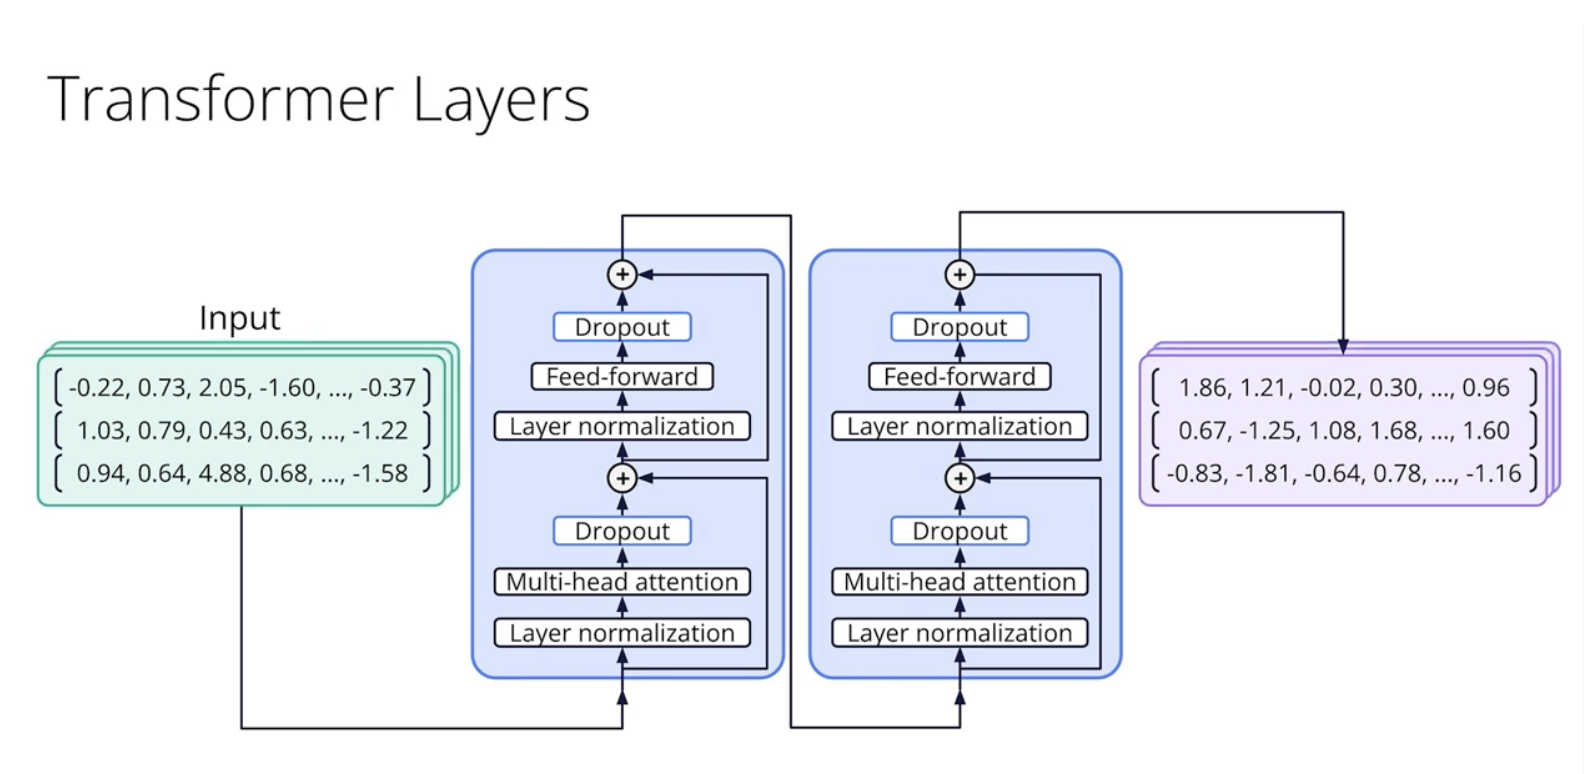 Transformer Layers
Input
-0.22, 0.73, 2.05, -1.60, ..., -0.37
1.03, 0.79, 0.43, 0.63, ..., -1.22
0.94, 0.64, 4.88, 0.68, ..., -1.58
+
Dropout
Feed-forward
Layer normalization
+
Dropout
Multi-head attention
Layer normalization
+
Dropout
Feed-forward
Layer normalization
+
Dropout
Multi-head attention
Layer normalization
1.86, 1.21, -0.02, 0.30, ..., 0.96
0.67, -1.25, 1.08, 1.68, ..., 1.60
-0.83, -1.81, -0.64, 0.78, ..., -1.16